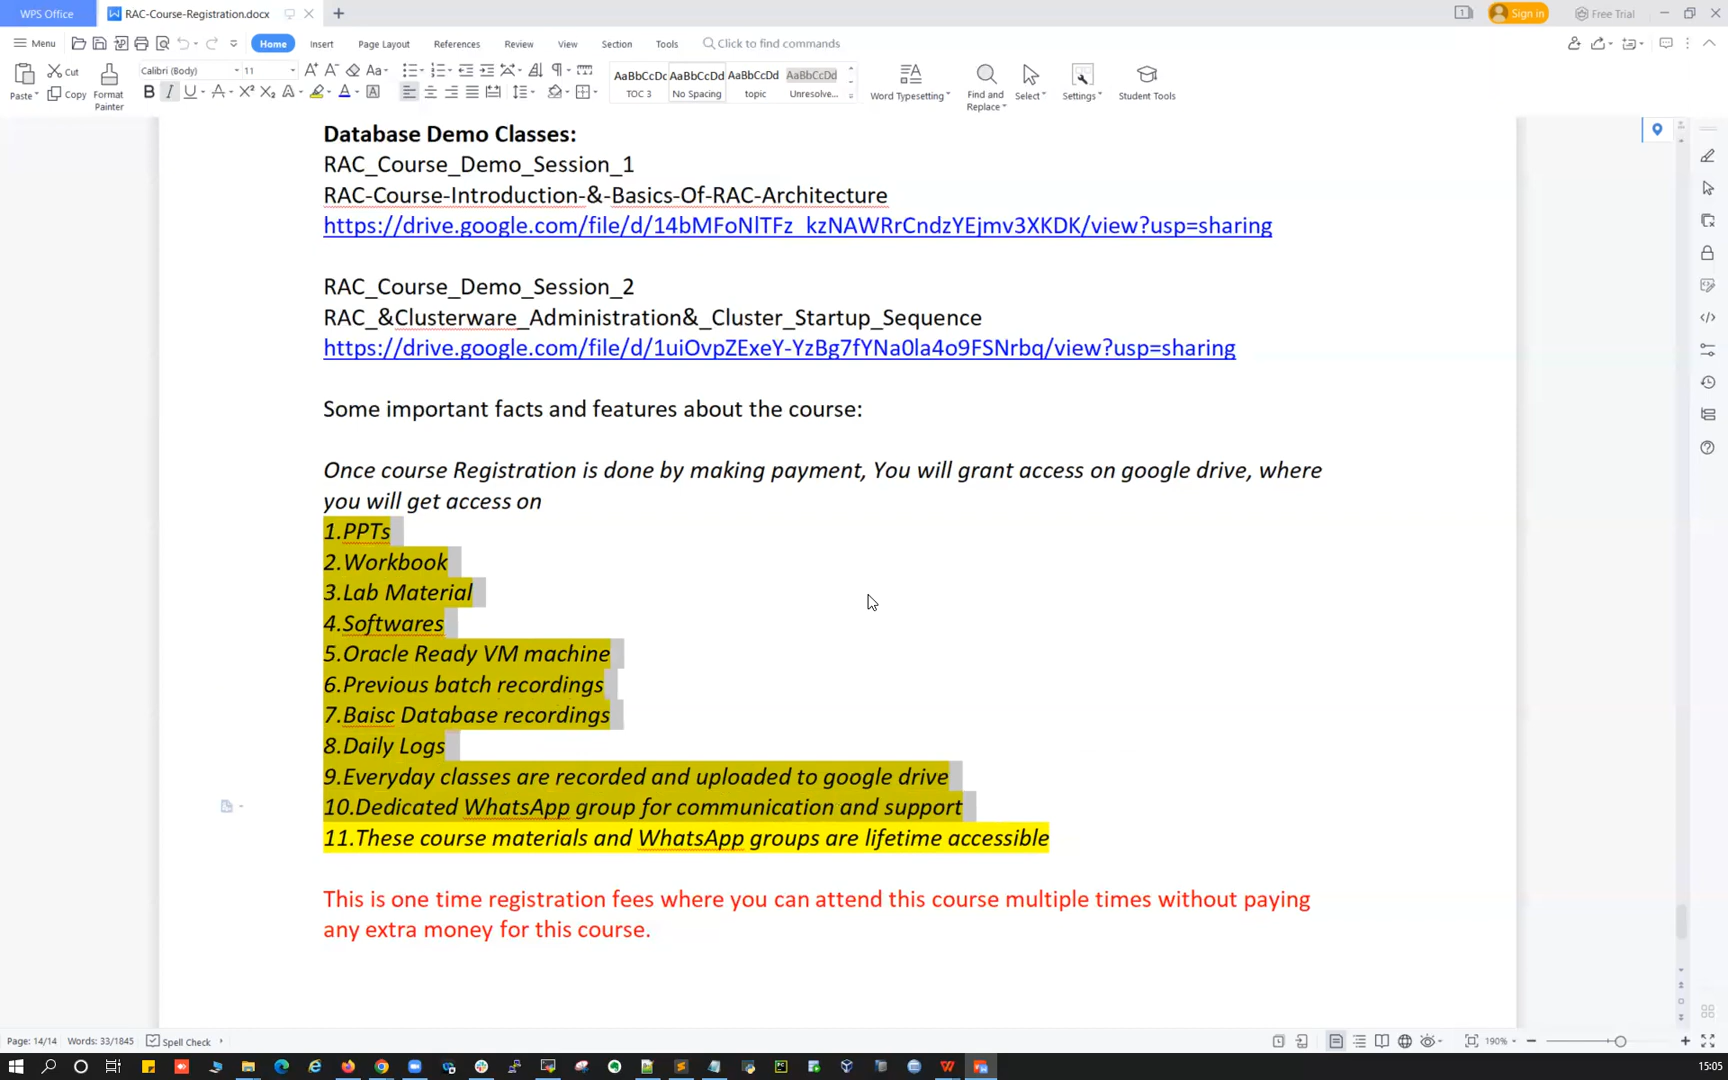 WPS Office
RAC-Course-Registration.docx
Sign in
Free Trial
Menu
Home
Insert
Page Layout
References
Review
View
Section
Tools
Click to find commands
Paste
Cut
Copy
Format Painter
Calibri (Body)
11
AaBbCcDc
TOC 3
AaBbCcDd
No Spacing
AaBbCcDd
topic
AaBbCcDd
Unresolve...
Word Typesetting
Find and Replace
Select
Settings
Student Tools
Database Demo Classes:
RAC_Course_Demo_Session_1
RAC-Course-Introduction-&-Basics-Of-RAC-Architecture
https://drive.google.com/file/d/14bMFoNlTFz_kzNAWRrCndzYEjmv3XKDK/view?usp=sharing
RAC_Course_Demo_Session_2
RAC_&Clusterware_Administration&_Cluster_Startup_Sequence
https://drive.google.com/file/d/1uiOvpZExeY-YzBg7fYNa0la4o9FSNrbq/view?usp=sharing
Some important facts and features about the course:
Once course Registration is done by making payment, You will grant access on google drive, where
you will get access on
1.PPTs
2.Workbook
3.Lab Material
4.Softwares
5.Oracle Ready VM machine
6.Previous batch recordings
7.Baisc Database recordings
8.Daily Logs
9.Everyday classes are recorded and uploaded to google drive
10.Dedicated WhatsApp group for communication and support
11.These course materials and WhatsApp groups are lifetime accessible
This is one time registration fees where you can attend this course multiple times without paying
any extra money for this course.
Page: 14/14
Words: 33/1845
Spell Check
190%
15:05